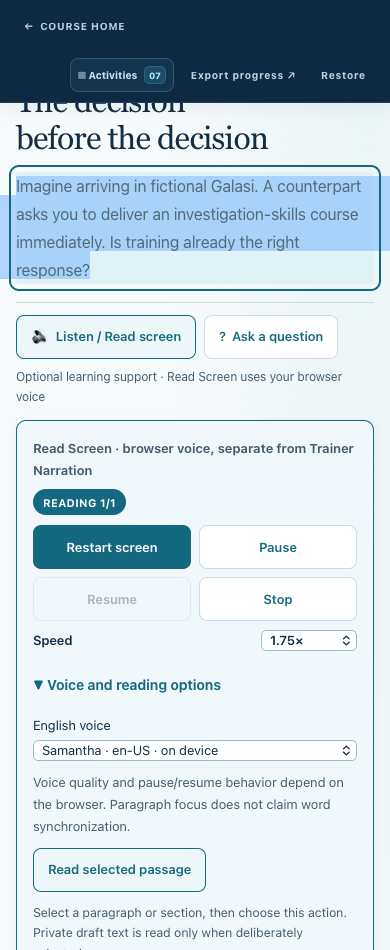 ← COURSE HOME
Activities 07
Export progress ↗
Restore
The decision
before the decision
Imagine arriving in fictional Galasi. A counterpart
asks you to deliver an investigation-skills course
immediately. Is training already the right
response?
Listen / Read screen
? Ask a question
Optional learning support · Read Screen uses your browser
voice
Read Screen · browser voice, separate from Trainer
Narration
READING 1/1
Restart screen
Pause
Resume
Stop
Speed
1.75×
▼ Voice and reading options
English voice
Samantha · en-US · on device
Voice quality and pause/resume behavior depend on
the browser. Paragraph focus does not claim word
synchronization.
Read selected passage
Select a paragraph or section, then choose this action.
Private draft text is read only when deliberately